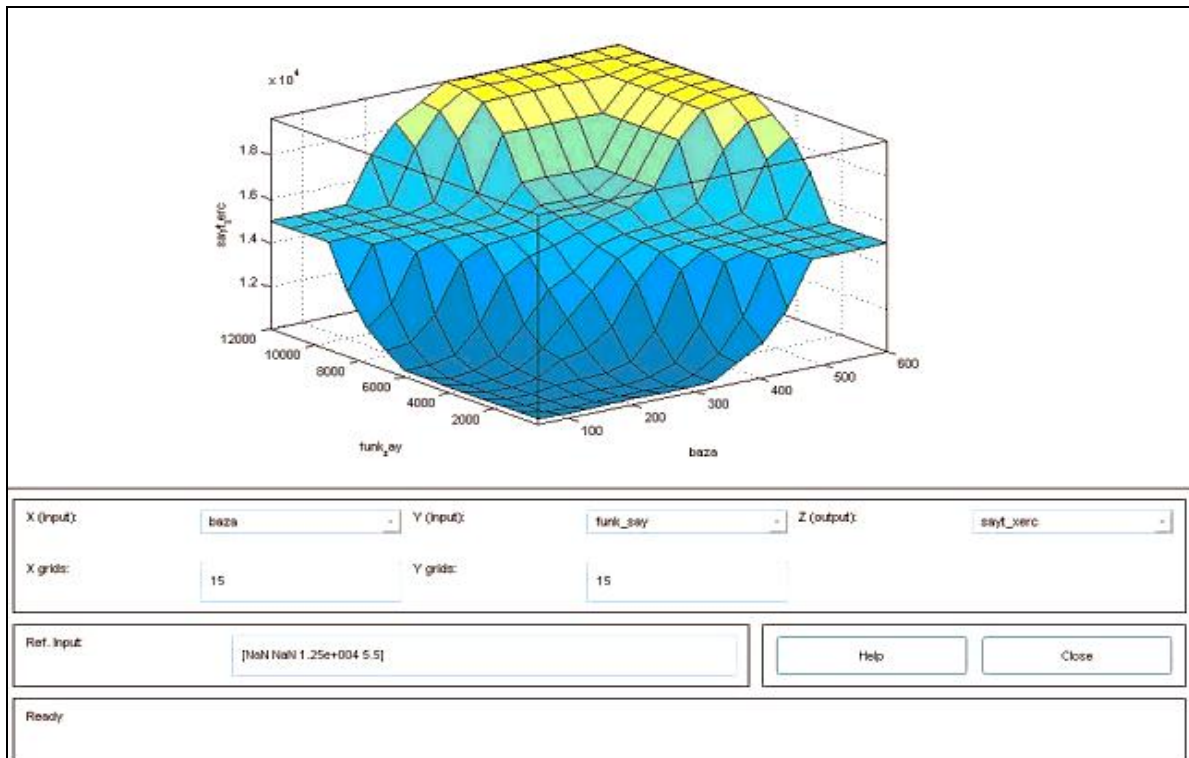 x 10⁴
1.8
1.6
1.4
1.2
sayt_xerc
12000
10000
8000
6000
4000
2000
funk_say
100
200
300
400
500
600
baza
X (input): baza Y (input): funk_say Z (output): sayt_xerc
X grids: 15 Y grids: 15
Ref. Input: [NaN NaN 1.25e+004 5.5] Help Close
Ready